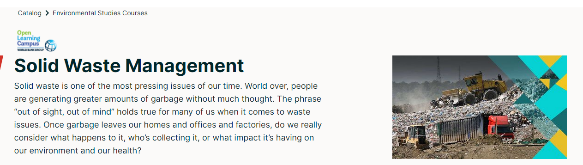 Catalog > Environmental Studies Courses
Open
Learning
Campus
Solid Waste Management
Solid waste is one of the most pressing issues of our time. World over, people
are generating greater amounts of garbage without much thought. The phrase
"out of sight, out of mind" holds true for many of us when it comes to waste
issues. Once garbage leaves our homes and offices and factories, do we really
consider what happens to it, who's collecting it, or what impact it's having on
our environment and our health?